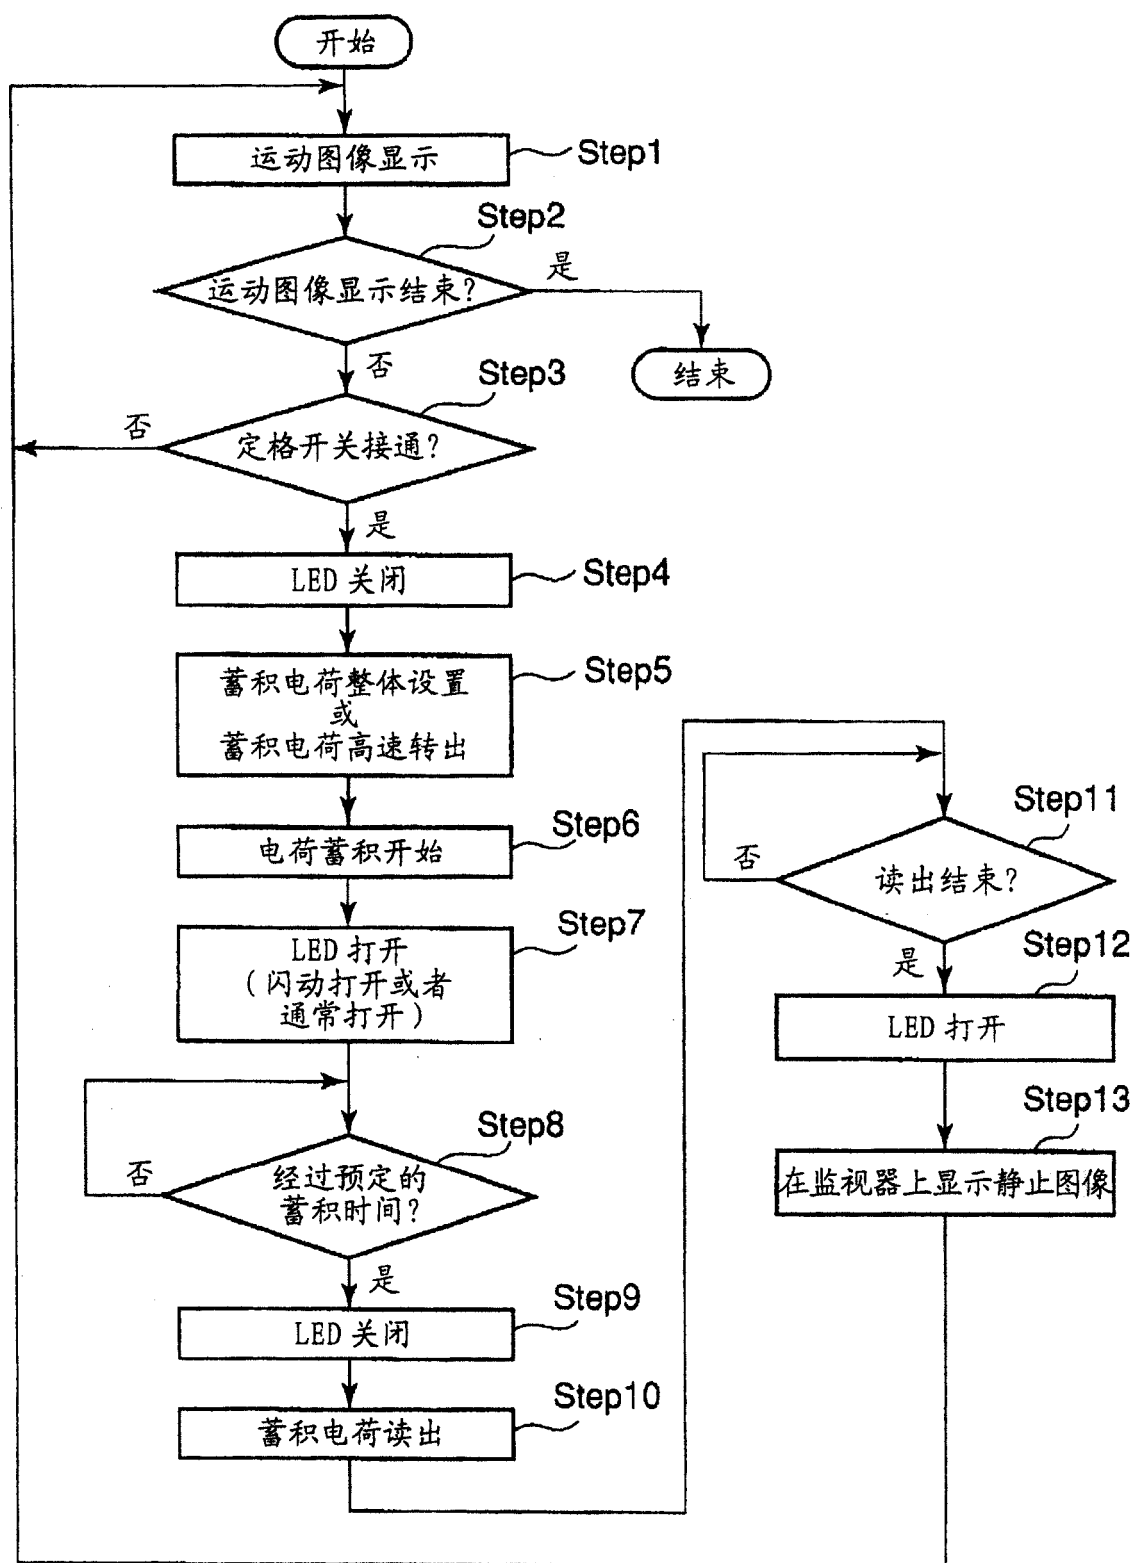 开始
运动图像显示
Step1
Step2
运动图像显示结束?
是
结束
否
Step3
定格开关接通?
否
是
LED 关闭
Step4
蓄积电荷整体设置
或
蓄积电荷高速转出
Step5
电荷蓄积开始
Step6
LED 打开
(闪动打开或者
通常打开)
Step7
Step8
经过预定的
蓄积时间?
否
是
LED 关闭
Step9
蓄积电荷读出
Step10
Step11
读出结束?
否
是
Step12
LED 打开
Step13
在监视器上显示静止图像